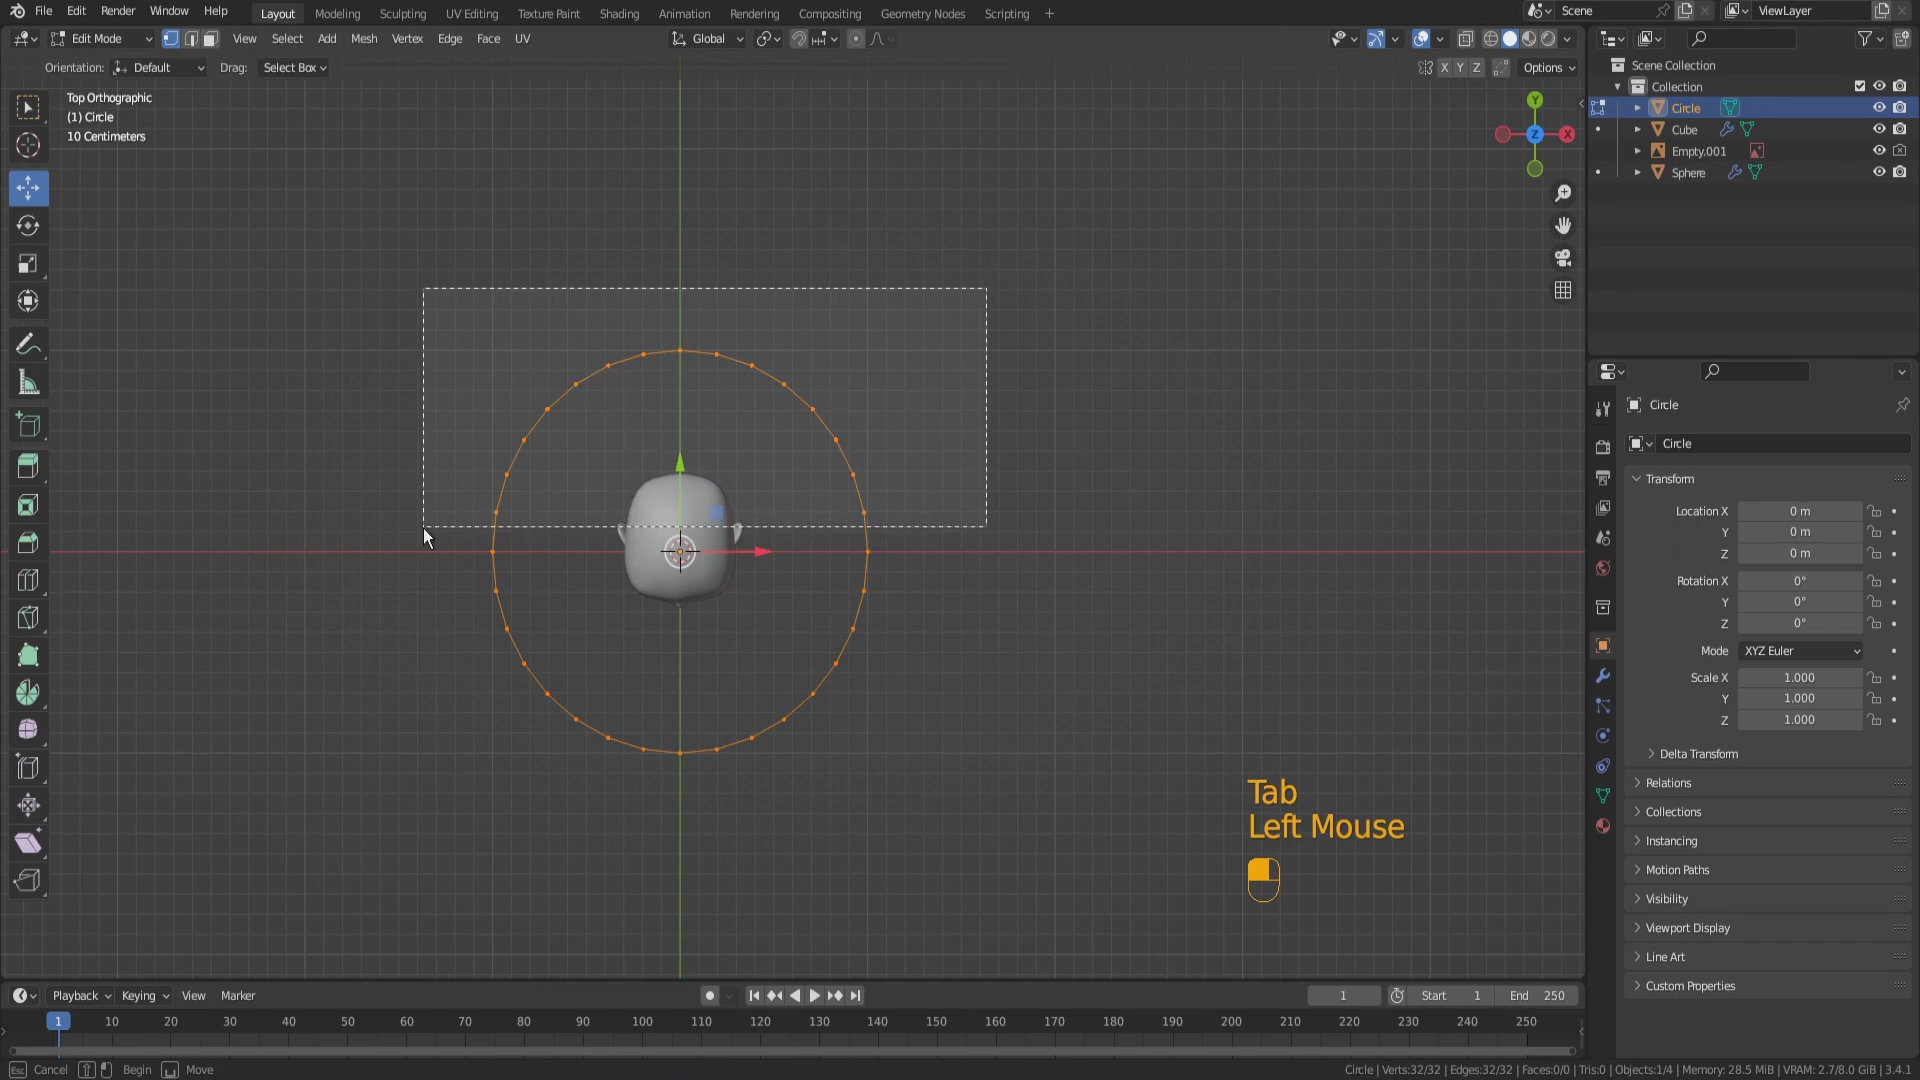 File Edit Render Window Help Layout Modeling Sculpting UV Editing Texture Paint Shading Animation Rendering Compositing Geometry Nodes Scripting + Scene ViewLayer
Edit Mode View Select Add Mesh Vertex Edge Face UV Global
Orientation: Default Drag: Select Box X Y Z Options
Top Orthographic
(1) Circle
10 Centimeters
Y
Z X
Scene Collection
Collection
Circle
Cube
Empty.001
Sphere
Circle
Circle
Transform
Location X 0 m
Y 0 m
Z 0 m
Rotation X 0°
Y 0°
Z 0°
Mode XYZ Euler
Scale X 1.000
Y 1.000
Z 1.000
Delta Transform
Relations
Collections
Instancing
Motion Paths
Visibility
Viewport Display
Line Art
Custom Properties
Tab
Left Mouse
Playback Keying View Marker 1 Start 1 End 250
1 10 20 30 40 50 60 70 80 90 100 110 120 130 140 150 160 170 180 190 200 210 220 230 240 250
Esc Cancel Begin Move Circle | Verts:32/32 | Edges:32/32 | Faces:0/0 | Tris:0 | Objects:1/4 | Memory: 28.5 MiB | VRAM: 2.7/8.0 GiB | 3.4.1